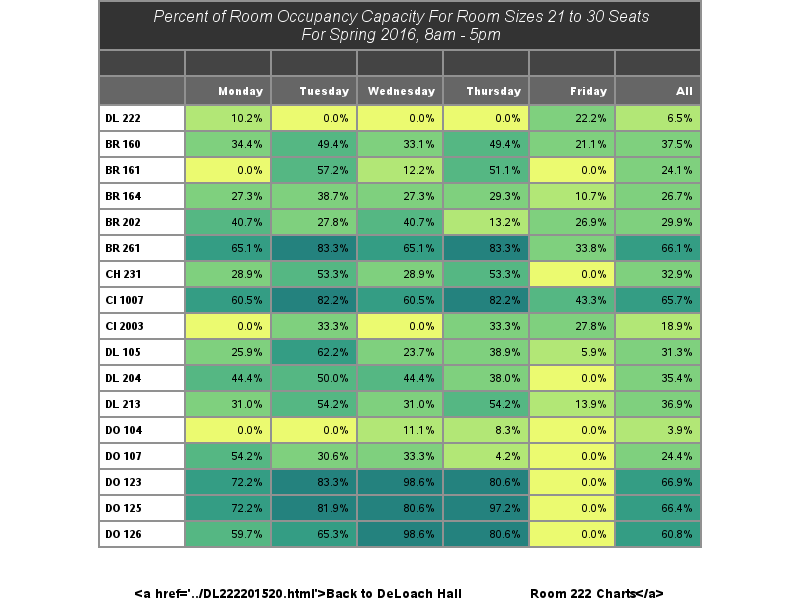 Percent of Room Occupancy Capacity For Room Sizes 21 to 30 Seats
For Spring 2016, 8am - 5pm
Monday Tuesday Wednesday Thursday Friday All
DL 222 10.2% 0.0% 0.0% 0.0% 22.2% 6.5%
BR 160 34.4% 49.4% 33.1% 49.4% 21.1% 37.5%
BR 161 0.0% 57.2% 12.2% 51.1% 0.0% 24.1%
BR 164 27.3% 38.7% 27.3% 29.3% 10.7% 26.7%
BR 202 40.7% 27.8% 40.7% 13.2% 26.9% 29.9%
BR 261 65.1% 83.3% 65.1% 83.3% 33.8% 66.1%
CH 231 28.9% 53.3% 28.9% 53.3% 0.0% 32.9%
CI 1007 60.5% 82.2% 60.5% 82.2% 43.3% 65.7%
CI 2003 0.0% 33.3% 0.0% 33.3% 27.8% 18.9%
DL 105 25.9% 62.2% 23.7% 38.9% 5.9% 31.3%
DL 204 44.4% 50.0% 44.4% 38.0% 0.0% 35.4%
DL 213 31.0% 54.2% 31.0% 54.2% 13.9% 36.9%
DO 104 0.0% 0.0% 11.1% 8.3% 0.0% 3.9%
DO 107 54.2% 30.6% 33.3% 4.2% 0.0% 24.4%
DO 123 72.2% 83.3% 98.6% 80.6% 0.0% 66.9%
DO 125 72.2% 81.9% 80.6% 97.2% 0.0% 66.4%
DO 126 59.7% 65.3% 98.6% 80.6% 0.0% 60.8%
<a href='../DL222201520.html'>Back to DeLoach Hall Room 222 Charts</a>